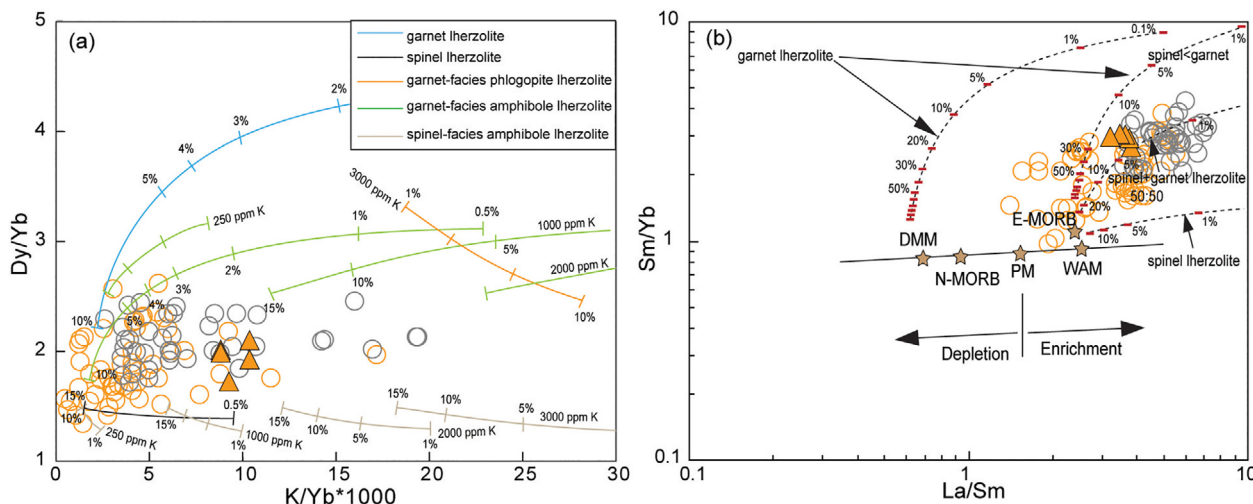 (a)
garnet lherzolite
spinel lherzolite
garnet-facies phlogopite lherzolite
garnet-facies amphibole lherzolite
spinel-facies amphibole lherzolite
5
4
3
2
1
Dy/Yb
0
5
10
15
20
25
30
K/Yb*1000
2%
3%
4%
5%
10%
250 ppm K
3000 ppm K
1%
10%
1%
0.5%
1000 ppm K
2%
3%
4%
5%
10%
5%
10%
15%
2000 ppm K
15%
10%
0.5%
250 ppm K
1%
15%
1000 ppm K
1%
15%
10%
5%
2000 ppm K
1%
15%
10%
5%
3000 ppm K
(b)
10
1
0.1
Sm/Yb
0.1
1
10
La/Sm
garnet lherzolite
0.1%
1%
5%
10%
20%
30%
50%
1%
spinel<garnet
5%
10%
30%
50%
1%
5%
20%
spinel+garnet lherzolite
50:50
E-MORB
10%
5%
1%
spinel lherzolite
DMM
N-MORB
PM
WAM
Depletion
Enrichment